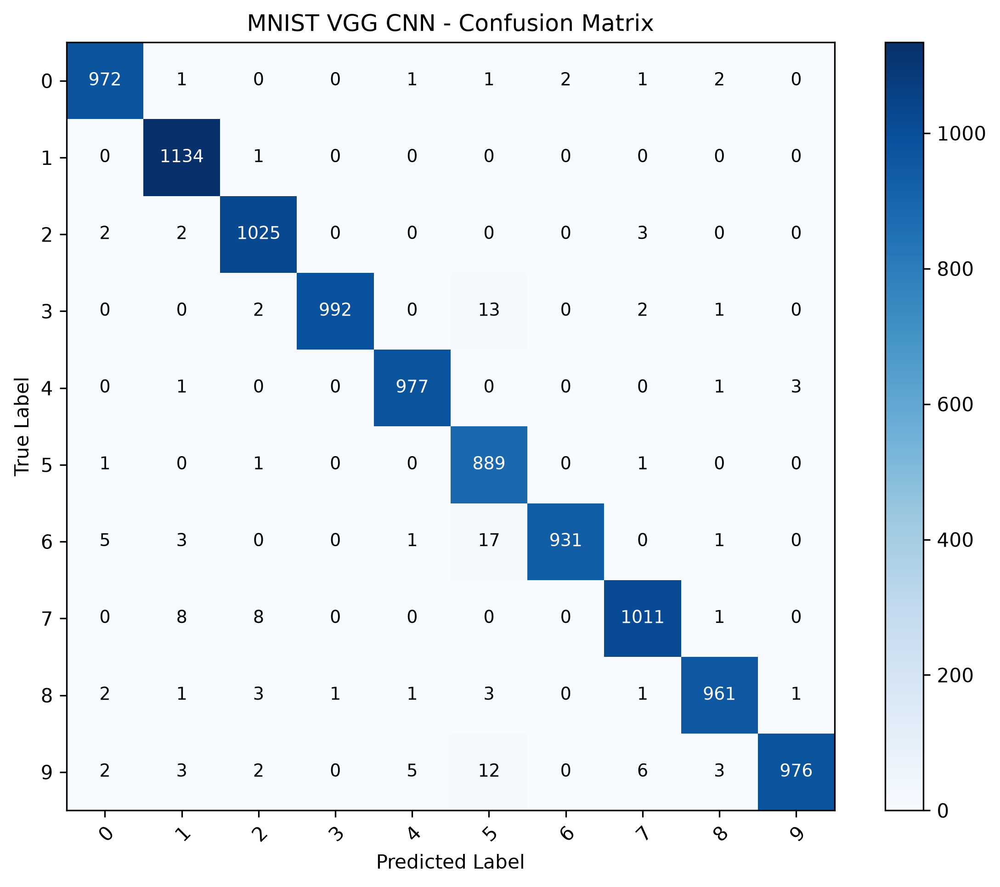 MNIST VGG CNN - Confusion Matrix
0 972 1 0 0 1 1 2 1 2 0
1 0 1134 1 0 0 0 0 0 0 0
2 2 2 1025 0 0 0 0 3 0 0
3 0 0 2 992 0 13 0 2 1 0
4 0 1 0 0 977 0 0 0 1 3
5 1 0 1 0 0 889 0 1 0 0
6 5 3 0 0 1 17 931 0 1 0
7 0 8 8 0 0 0 0 1011 1 0
8 2 1 3 1 1 3 0 1 961 1
9 2 3 2 0 5 12 0 6 3 976
0 1 2 3 4 5 6 7 8 9
Predicted Label
True Label
1000
800
600
400
200
0